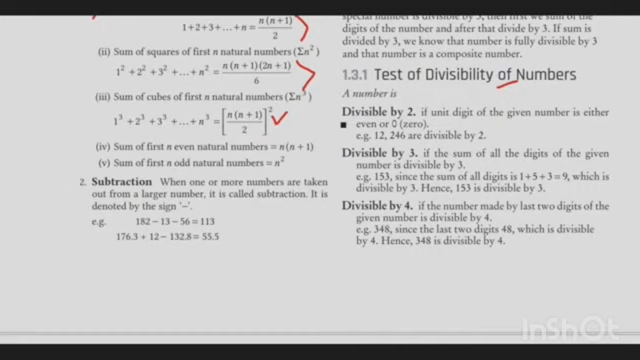 1+2+3+...+n = n(n+1)/2
(ii) Sum of squares of first n natural numbers (Σn²)
1² + 2² + 3² + ... + n² = n(n+1)(2n+1)/6
(iii) Sum of cubes of first n natural numbers (Σn³)
1³ + 2³ + 3³ + ... + n³ = [n(n+1)/2]²
(iv) Sum of first n even natural numbers = n(n+1)
(v) Sum of first n odd natural numbers = n²
2. Subtraction When one or more numbers are taken
out from a larger number, it is called subtraction. It is
denoted by the sign '−'.
e.g. 182 − 13 − 56 = 113
176.3 + 12 − 132.8 = 55.5
special number is divisible by 3, then first we sum of the
digits of the number and after that divide by 3. If sum is
divided by 3, we know that number is fully divisible by 3
and that number is a composite number.
1.3.1 Test of Divisibility of Numbers
A number is
Divisible by 2. if unit digit of the given number is either
even or 0 (zero).
e.g. 12, 246 are divisible by 2.
Divisible by 3. if the sum of all the digits of the given
number is divisible by 3.
e.g. 153, since the sum of all digits is 1+5+3=9, which is
divisible by 3. Hence, 153 is divisible by 3.
Divisible by 4. if the number made by last two digits of the
given number is divisible by 4.
e.g. 348, since the last two digits 48, which is divisible
by 4. Hence, 348 is divisible by 4.
InShOt